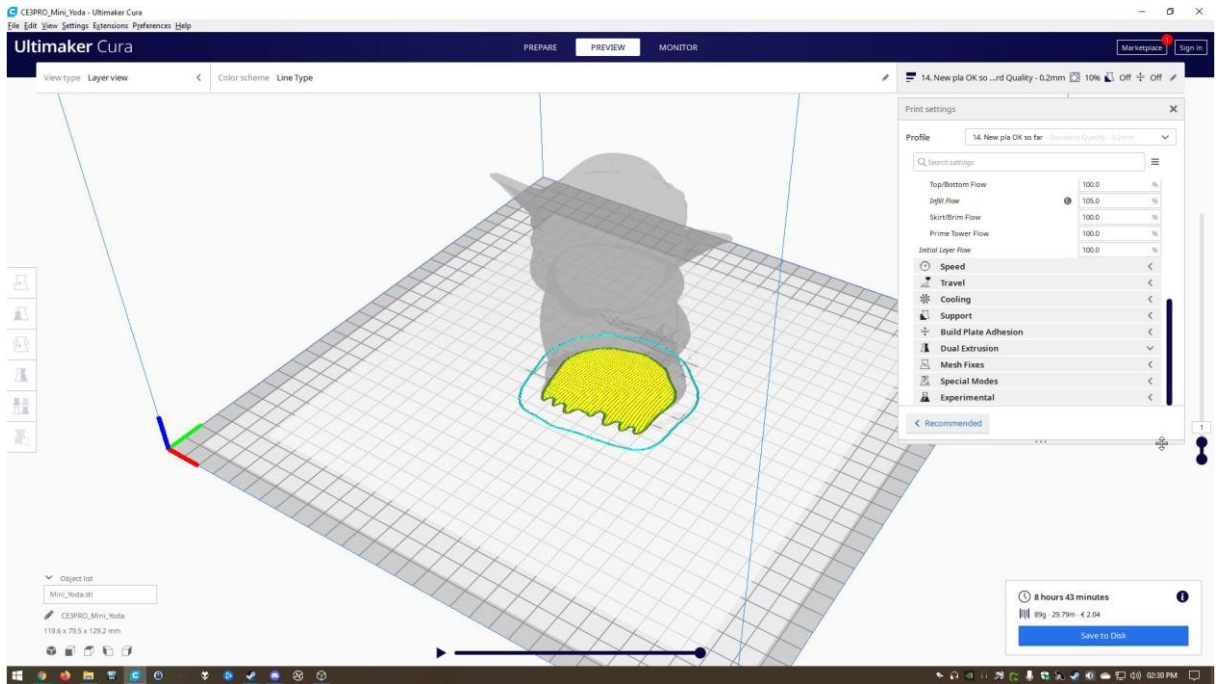 CE3PRO_Mini_Yoda - Ultimaker Cura
File Edit View Settings Extensions Preferences Help
Ultimaker Cura
PREPARE PREVIEW MONITOR
Marketplace 1 Sign in
View type Layer view
Color scheme Line Type
14. New pla OK so ...rd Quality - 0.2mm 10% Off Off
Print settings
Profile 14. New pla OK so far - Standard Quality - 0.2mm
Search settings
Top/Bottom Flow 100.0 %
Infill Flow 105.0 %
Skirt/Brim Flow 100.0 %
Prime Tower Flow 100.0 %
Initial Layer Flow 100.0 %
Speed
Travel
Cooling
Support
Build Plate Adhesion
Dual Extrusion
Mesh Fixes
Special Modes
Experimental
Recommended
1
Object list
Mini_Yoda.stl
CE3PRO_Mini_Yoda
119.6 x 79.5 x 129.2 mm
8 hours 43 minutes
89g · 29.79m · € 2.04
Save to Disk
02:30 PM